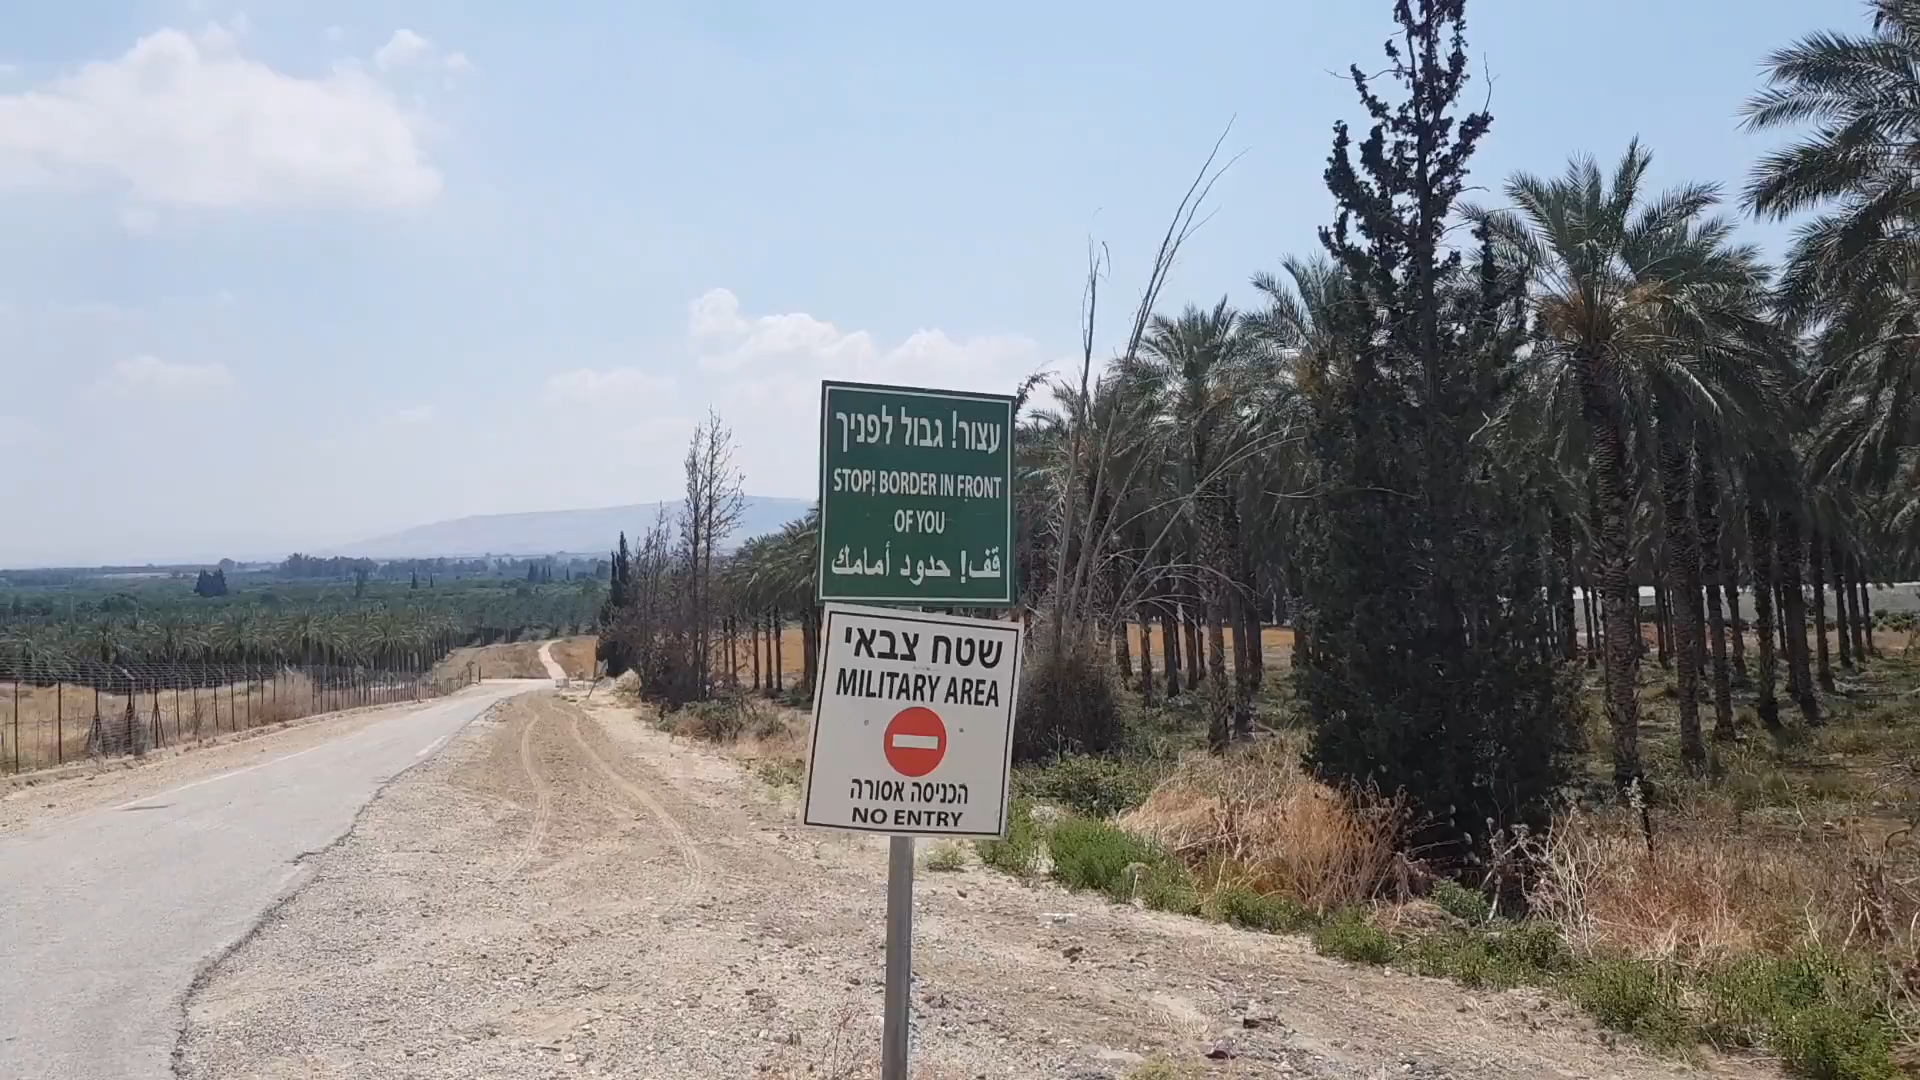 עצור! גבול לפניך
STOP! BORDER IN FRONT
OF YOU
قف! حدود أمامك
שטח צבאי
MILITARY AREA
הכניסה אסורה
NO ENTRY